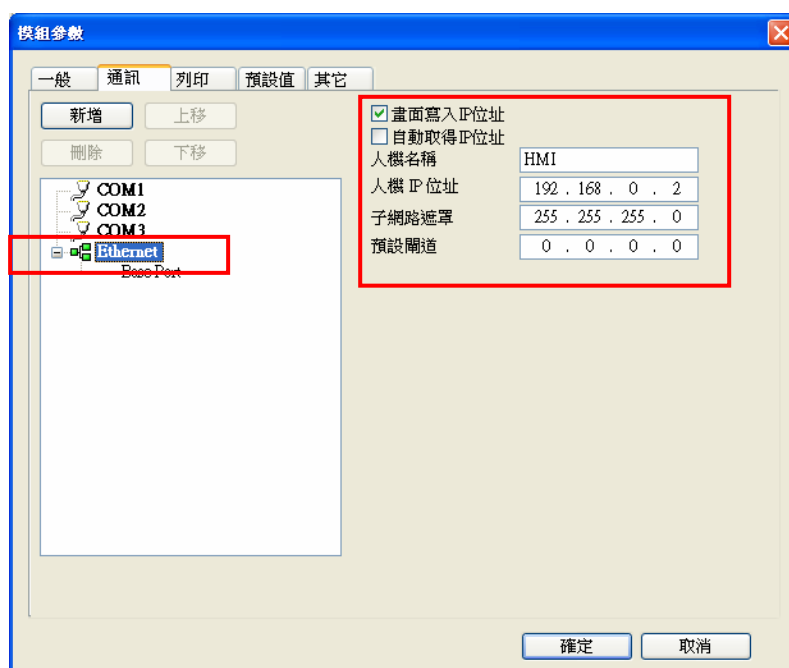 模組參數
一般 通訊 列印 預設值 其它
新增 上移
刪除 下移
COM1
COM2
COM3
Ethernet
Base Port
畫面寫入IP位址
自動取得IP位址
人機名稱 HMI
人機 IP 位址 192 . 168 . 0 . 2
子網路遮罩 255 . 255 . 255 . 0
預設閘道 0 . 0 . 0 . 0
確定 取消